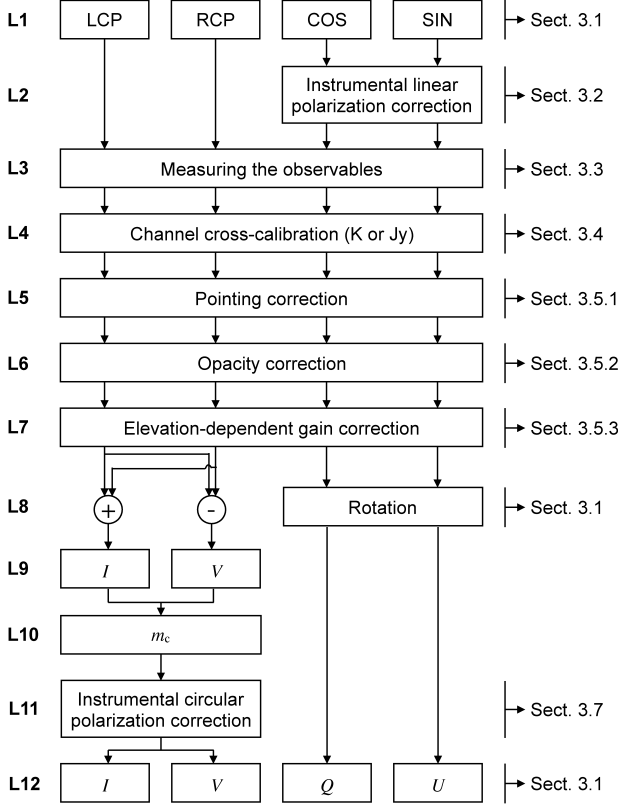 L1 LCP RCP COS SIN Sect. 3.1
L2 Instrumental linear polarization correction Sect. 3.2
L3 Measuring the observables Sect. 3.3
L4 Channel cross-calibration (K or Jy) Sect. 3.4
L5 Pointing correction Sect. 3.5.1
L6 Opacity correction Sect. 3.5.2
L7 Elevation-dependent gain correction Sect. 3.5.3
L8 + - Rotation Sect. 3.1
L9 I V
L10 mc
L11 Instrumental circular polarization correction Sect. 3.7
L12 I V Q U Sect. 3.1